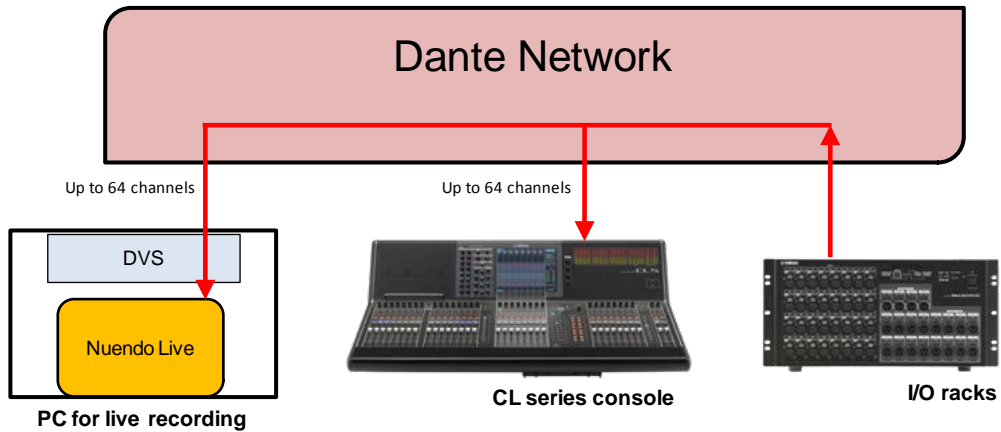 Dante Network
Up to 64 channels
Up to 64 channels
DVS
Nuendo Live
YAMAHA
PC for live recording
CL series console
I/O racks